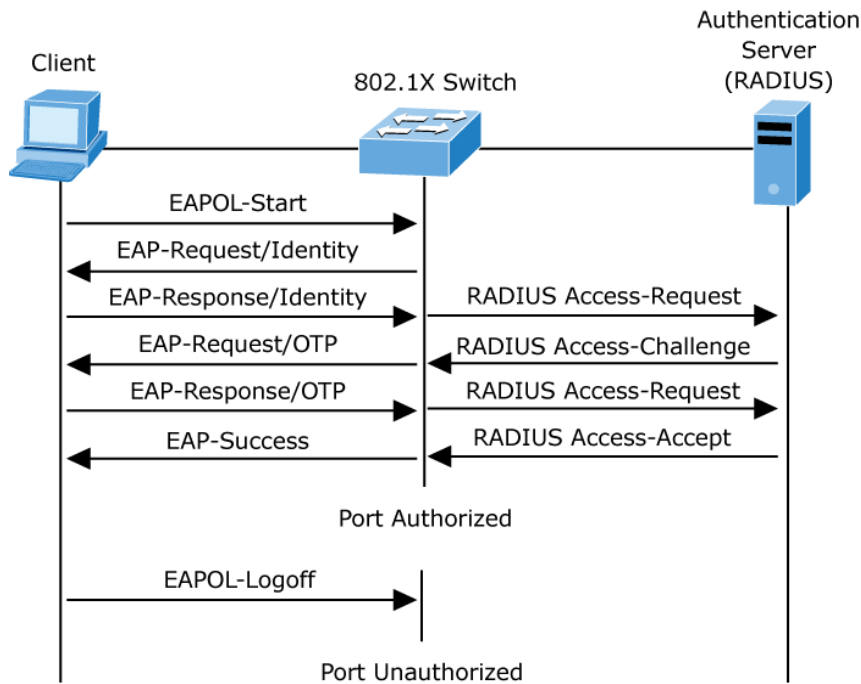 Authentication
Server
(RADIUS)
Client
802.1X Switch
EAPOL-Start
EAP-Request/Identity
EAP-Response/Identity
RADIUS Access-Request
EAP-Request/OTP
RADIUS Access-Challenge
EAP-Response/OTP
RADIUS Access-Request
EAP-Success
RADIUS Access-Accept
Port Authorized
EAPOL-Logoff
Port Unauthorized